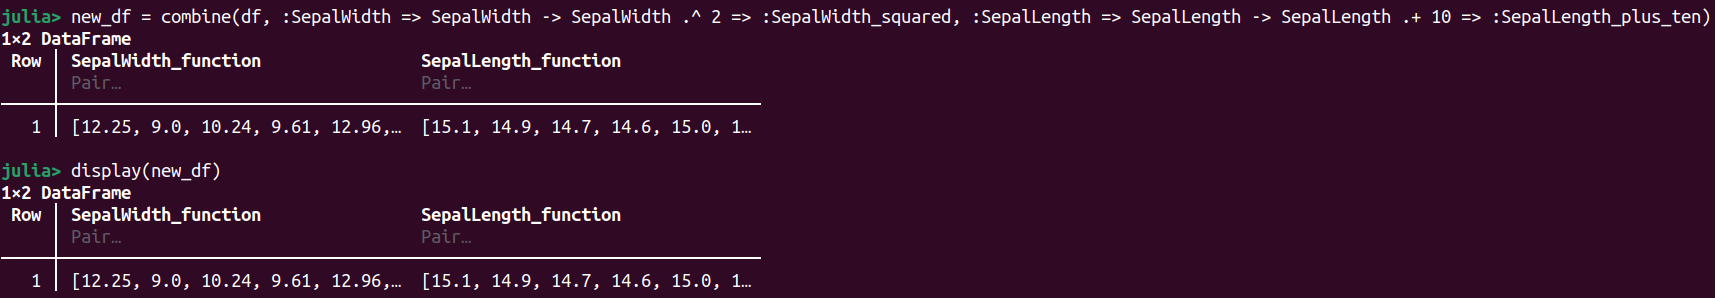 julia> new_df = combine(df, :SepalWidth => SepalWidth -> SepalWidth .^ 2 => :SepalWidth_squared, :SepalLength => SepalLength -> SepalLength .+ 10 => :SepalLength_plus_ten)
1×2 DataFrame
Row SepalWidth_function SepalLength_function
Pair… Pair…
1 [12.25, 9.0, 10.24, 9.61, 12.96,… [15.1, 14.9, 14.7, 14.6, 15.0, 1…
julia> display(new_df)
1×2 DataFrame
Row SepalWidth_function SepalLength_function
Pair… Pair…
1 [12.25, 9.0, 10.24, 9.61, 12.96,… [15.1, 14.9, 14.7, 14.6, 15.0, 1…